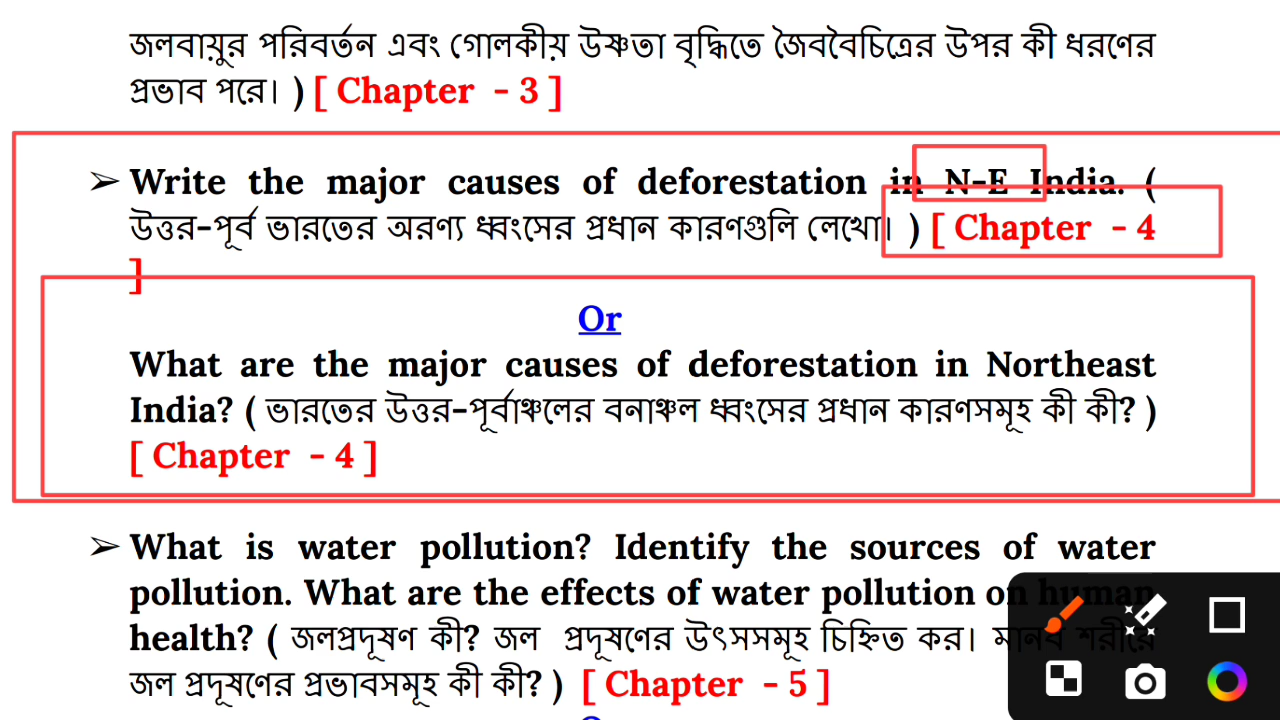 জলবায়ুর পরিবর্তন এবং গোলকীয় উষ্ণতা বৃদ্ধিতে জৈববৈচিত্রের উপর কী ধরণের
প্রভাব পরে। ) [ Chapter - 3 ]
➢ Write the major causes of deforestation in N-E India. (
উত্তর-পূর্ব ভারতের অরণ্য ধ্বংসের প্রধান কারণগুলি লেখো। ) [ Chapter - 4
]
Or
What are the major causes of deforestation in Northeast
India? ( ভারতের উত্তর-পূর্বাঞ্চলের বনাঞ্চল ধ্বংসের প্রধান কারণসমূহ কী কী? )
[ Chapter - 4 ]
➢ What is water pollution? Identify the sources of water
pollution. What are the effects of water pollution on human
health? ( জলপ্রদূষণ কী? জল প্রদূষণের উৎসসমূহ চিহ্নিত কর। মানব শরীরে
জল প্রদূষণের প্রভাবসমূহ কী কী? ) [ Chapter - 5 ]